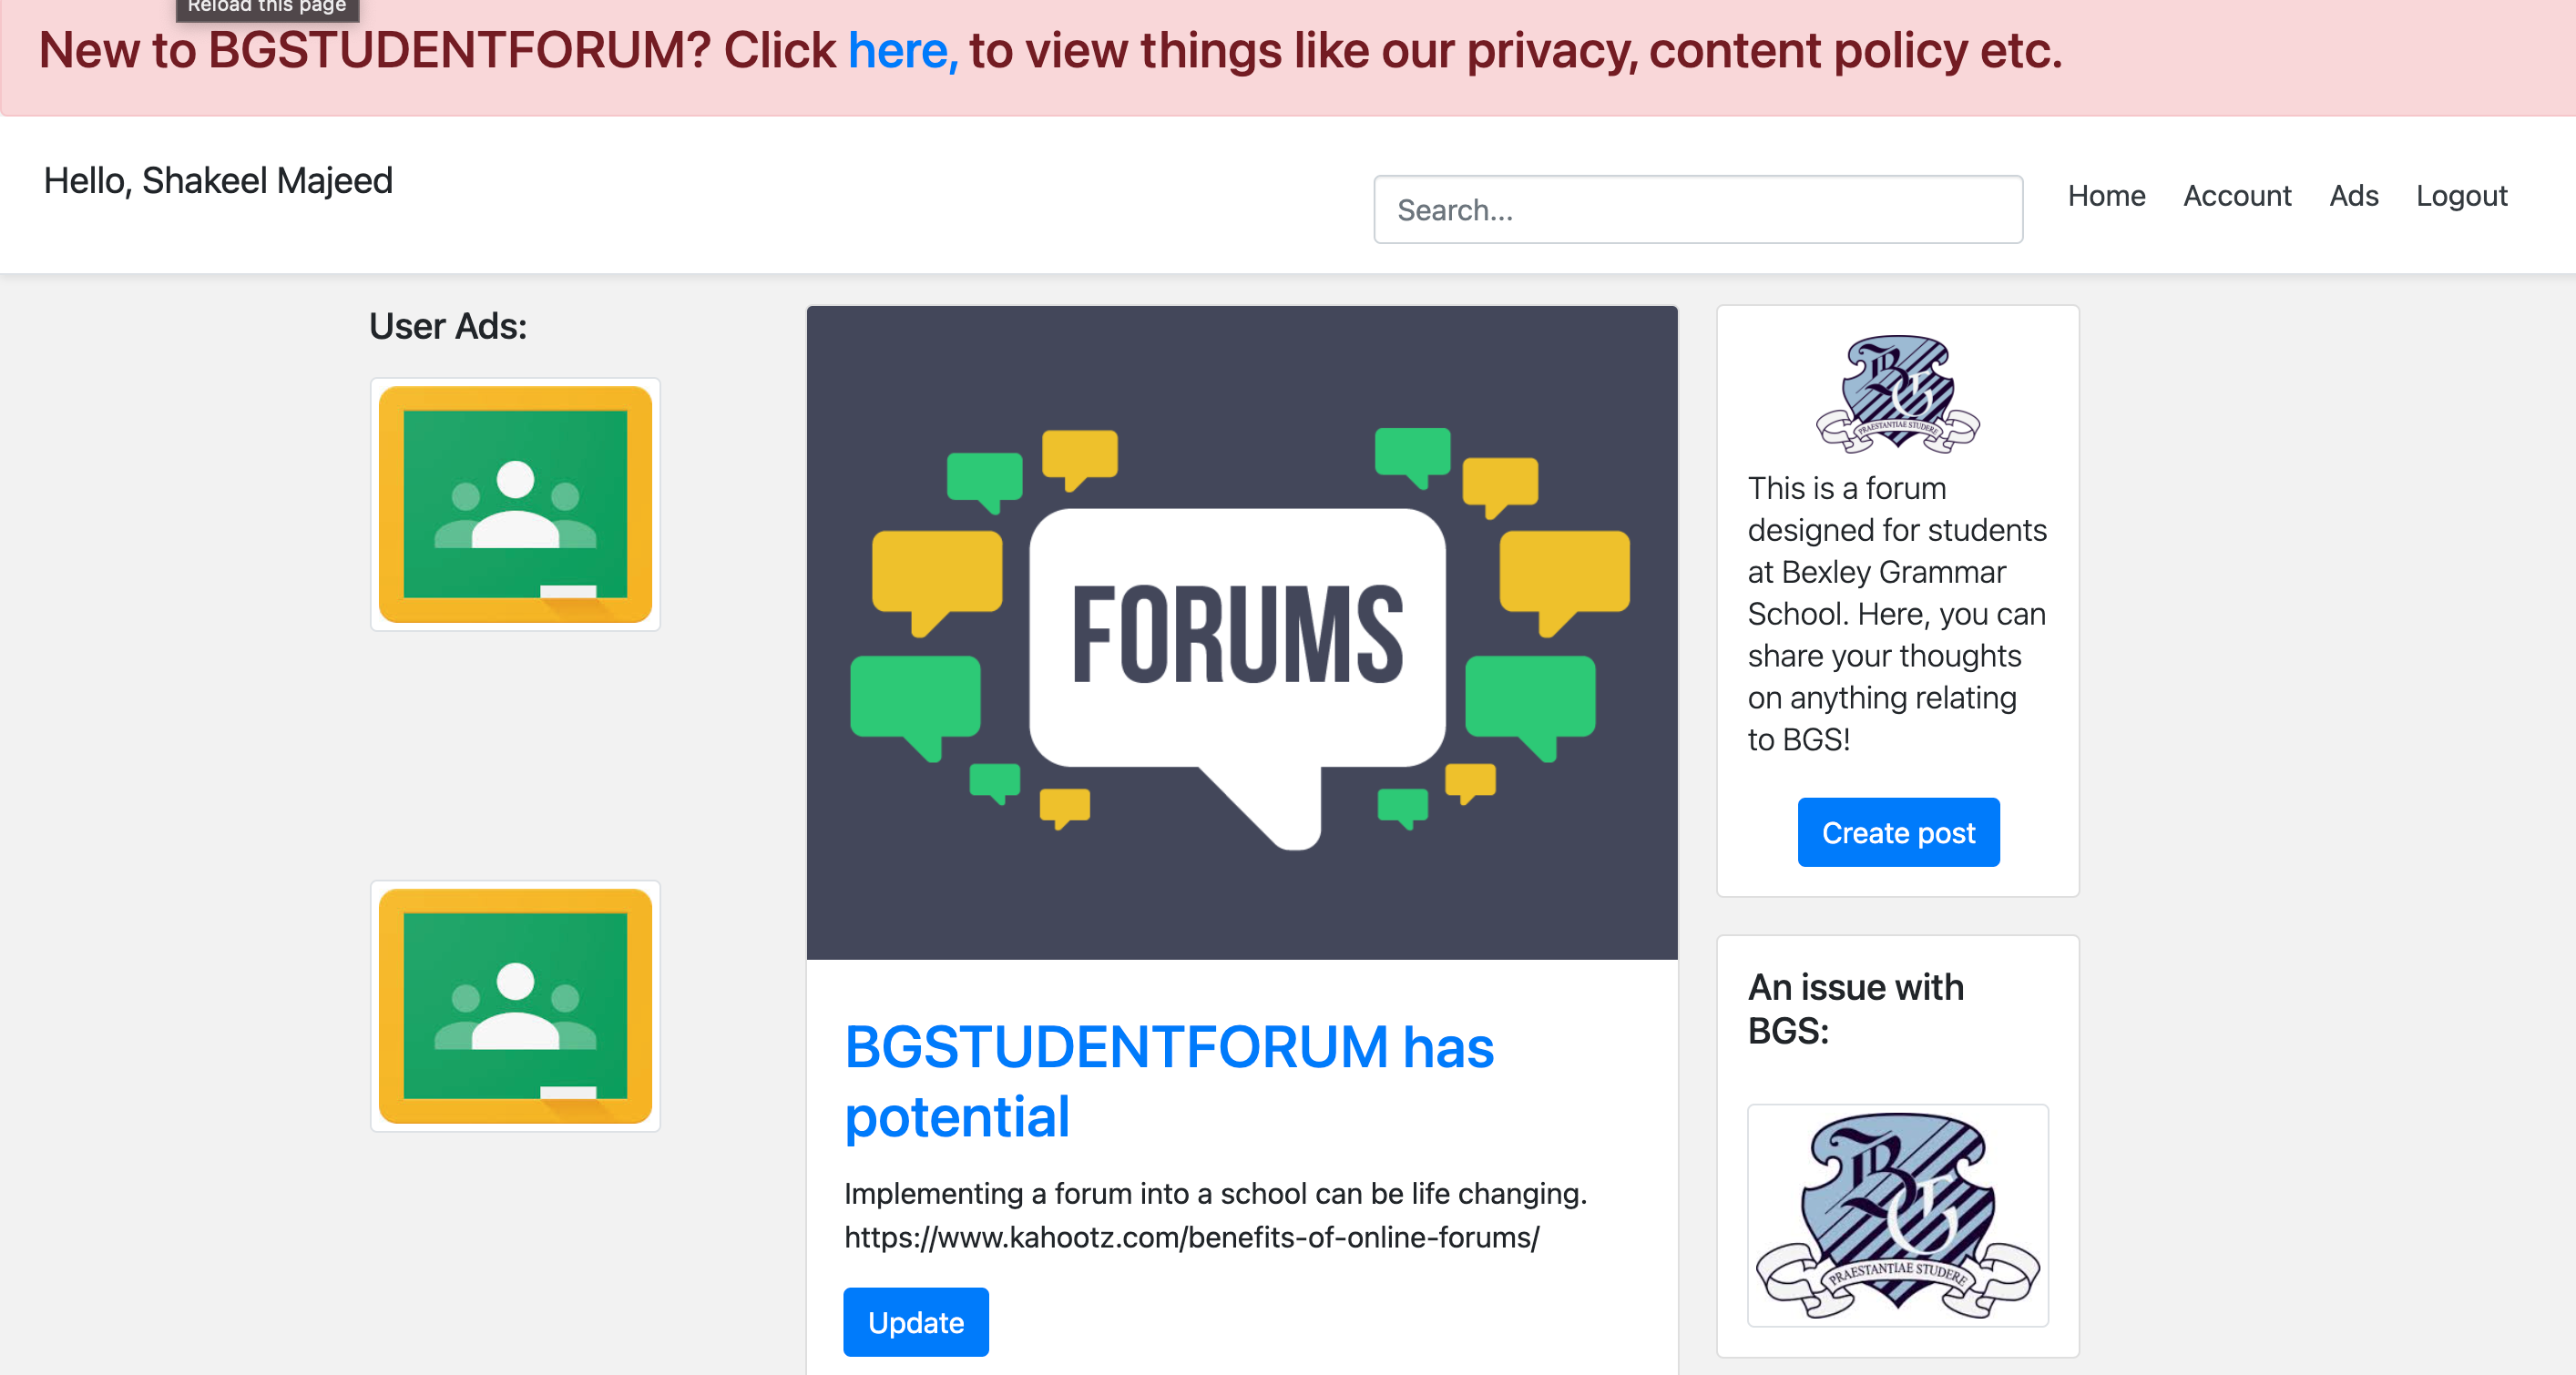 Reload this page
New to BGSTUDENTFORUM? Click here, to view things like our privacy, content policy etc.
Hello, Shakeel Majeed
Search...
Home Account Ads Logout
User Ads:
FORUMS
BGSTUDENTFORUM has
potential
Implementing a forum into a school can be life changing.
https://www.kahootz.com/benefits-of-online-forums/
Update
BG
PRAESTANTIAE STUDERE
This is a forum
designed for students
at Bexley Grammar
School. Here, you can
share your thoughts
on anything relating
to BGS!
Create post
An issue with
BGS:
BG
PRAESTANTIAE STUDERE